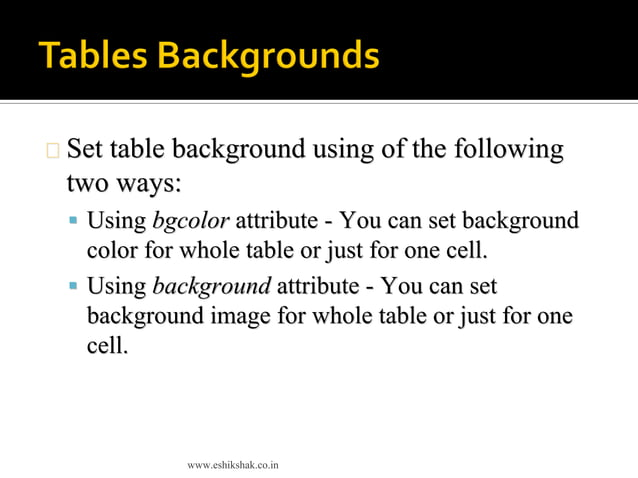 Tables Backgrounds
Set table background using of the following
two ways:
Using bgcolor attribute - You can set background
color for whole table or just for one cell.
Using background attribute - You can set
background image for whole table or just for one
cell.
www.eshikshak.co.in